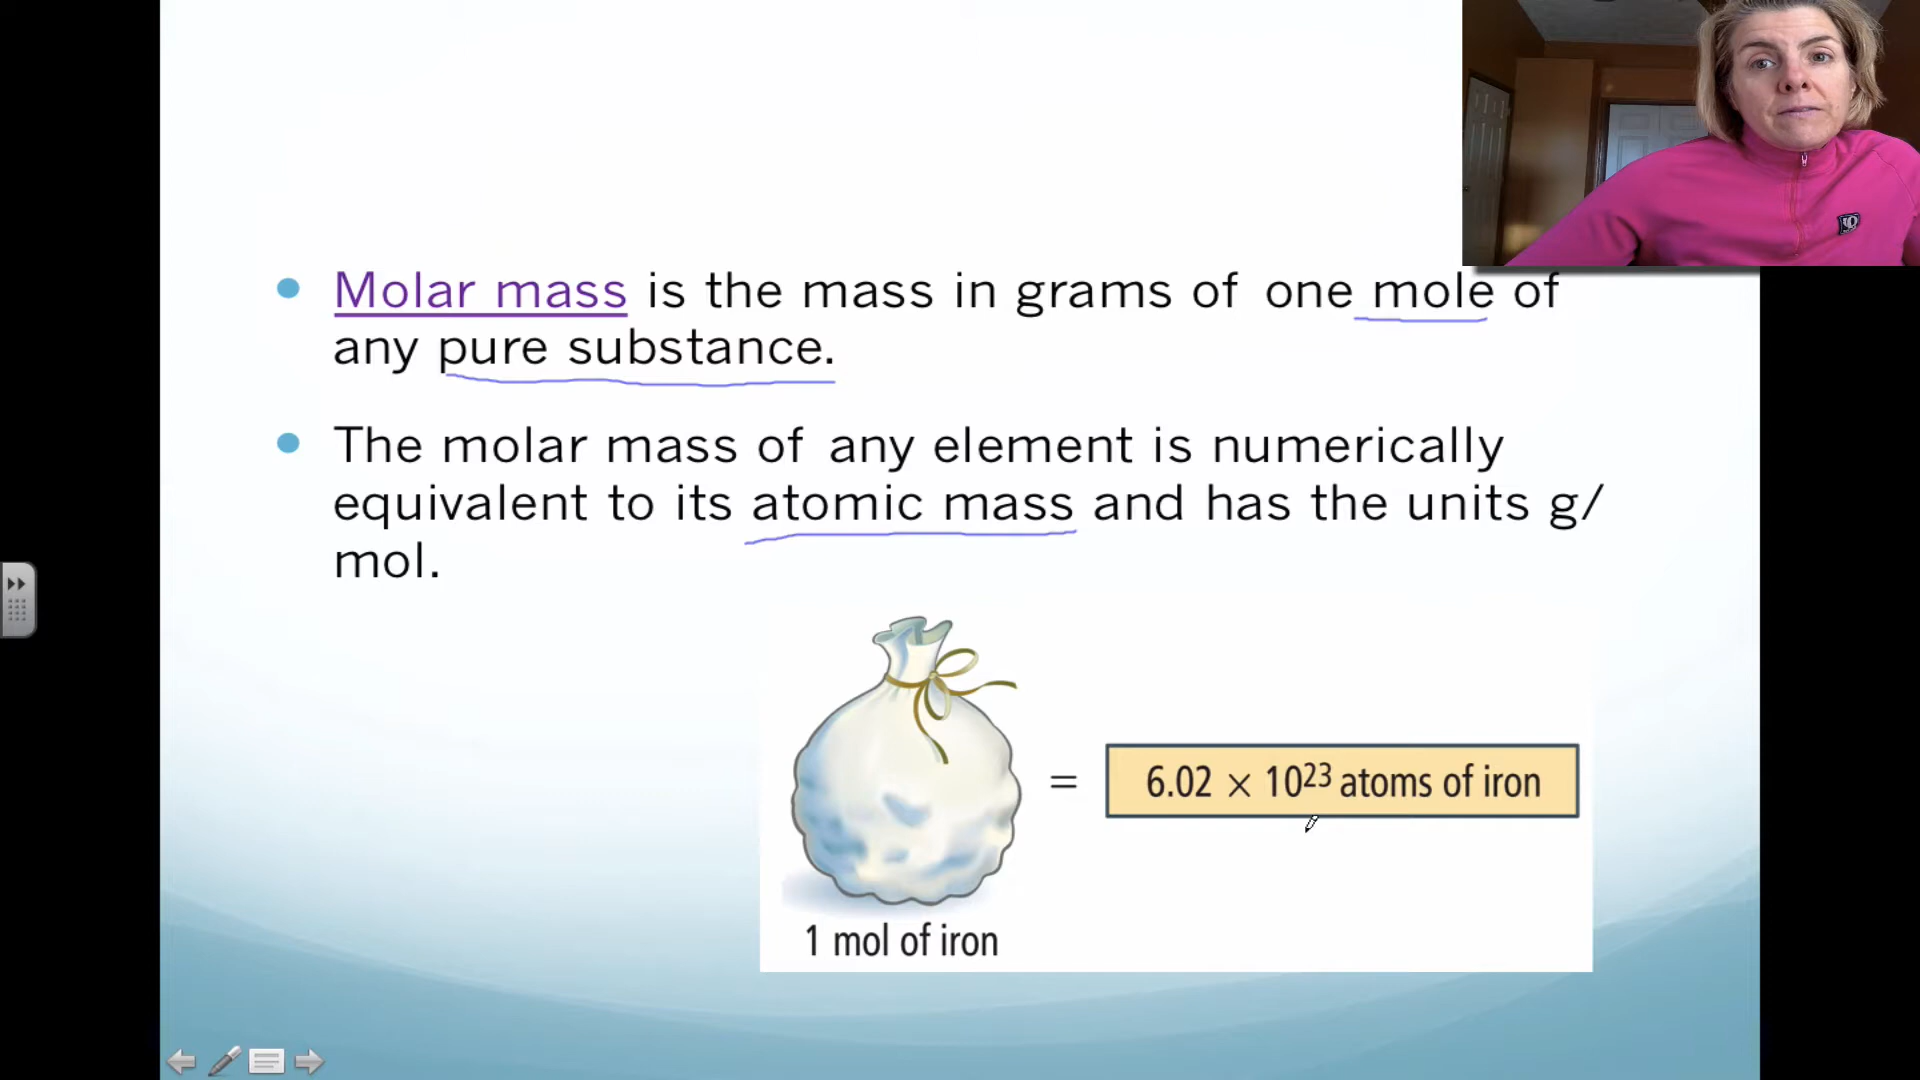 Molar mass is the mass in grams of one mole of
any pure substance.
The molar mass of any element is numerically
equivalent to its atomic mass and has the units g/
mol.
= 6.02 × 10²³ atoms of iron
1 mol of iron